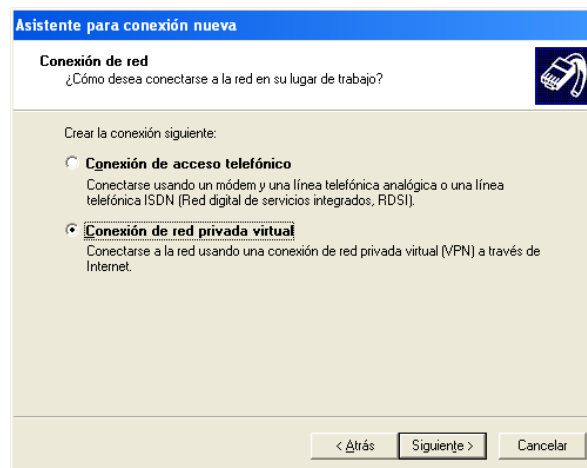 Asistente para conexión nueva
Conexión de red
¿Cómo desea conectarse a la red en su lugar de trabajo?
Crear la conexión siguiente:
Conexión de acceso telefónico
Conectarse usando un módem y una línea telefónica analógica o una línea
telefónica ISDN (Red digital de servicios integrados, RDSI).
Conexión de red privada virtual
Conectarse a la red usando una conexión de red privada virtual (VPN) a través de
Internet.
< Atrás
Siguiente >
Cancelar